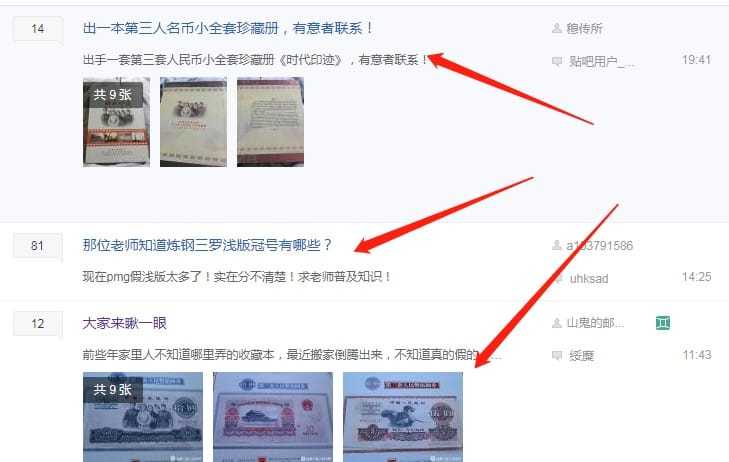 14
出一本第三人名币小全套珍藏册，有意者联系！
穆传所
出手一套第三套人民币小全套珍藏册《时代印迹》，有意者联系！
贴吧用户_...
19:41
共 9 张
81
那位老师知道炼钢三罗浅版冠号有哪些？
a103791586
现在pmg假浅版太多了！实在分不清楚！求老师普及知识！
uhksad
14:25
12
大家来瞅一眼
山鬼的邮...
前些年家里人不知道哪里弄的收藏本，最近搬家倒腾出来，不知道真的假的
绥縻
11:43
共 9 张